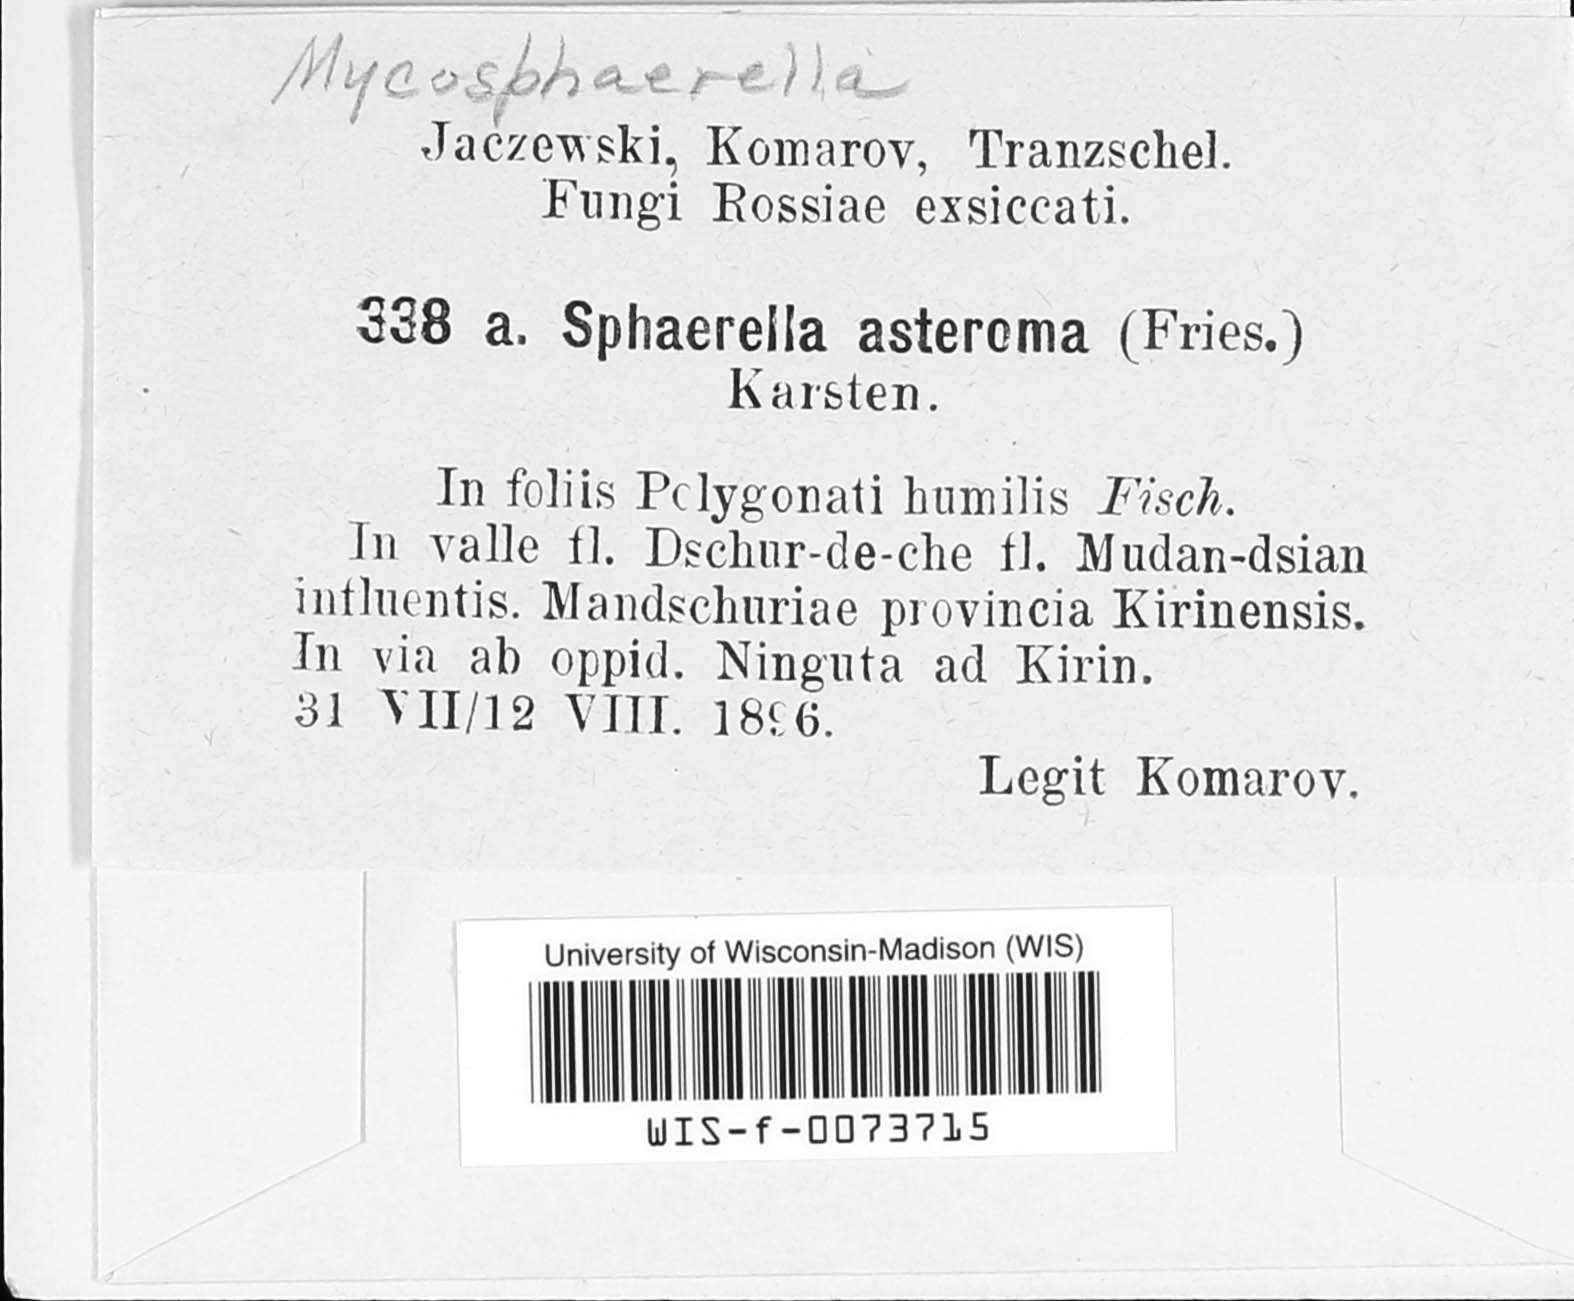 Mycosphaerella
Jaczewski, Komarov, Tranzschel.
Fungi Rossiae exsiccati.
338 a. Sphaerella asteroma (Fries.)
Karsten.
In foliis Polygonati humilis Fisch.
In valle fl. Dschur-de-che fl. Mudan-dsian
influentis. Mandschuriae provincia Kirinensis.
In via ab oppid. Ninguta ad Kirin.
31 VII/12 VIII. 1896.
Legit Komarov.
University of Wisconsin-Madison (WIS)
WIS-f-0073715